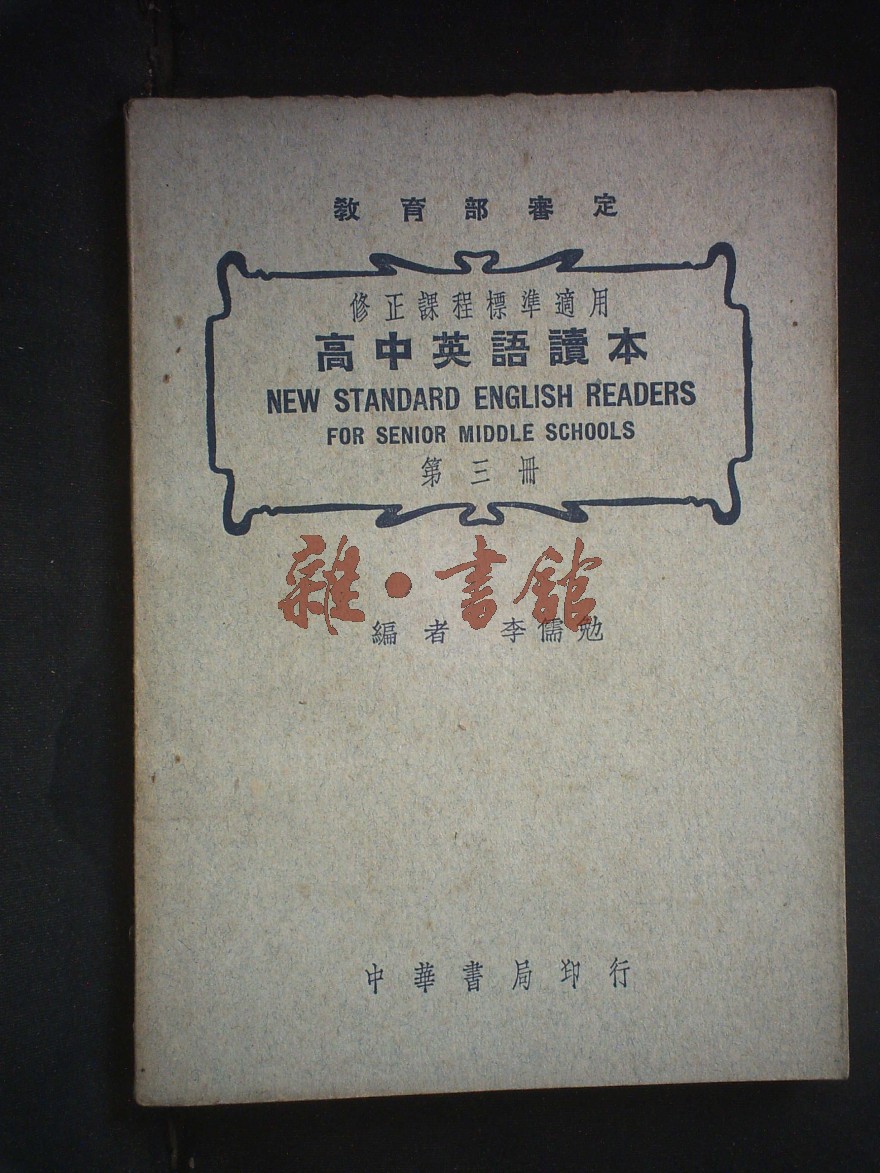 教育部審定
修正課程標準適用
高中英語讀本
NEW STANDARD ENGLISH READERS
FOR SENIOR MIDDLE SCHOOLS
第三冊
雜·書館
編者 李儒勉
中華書局印行